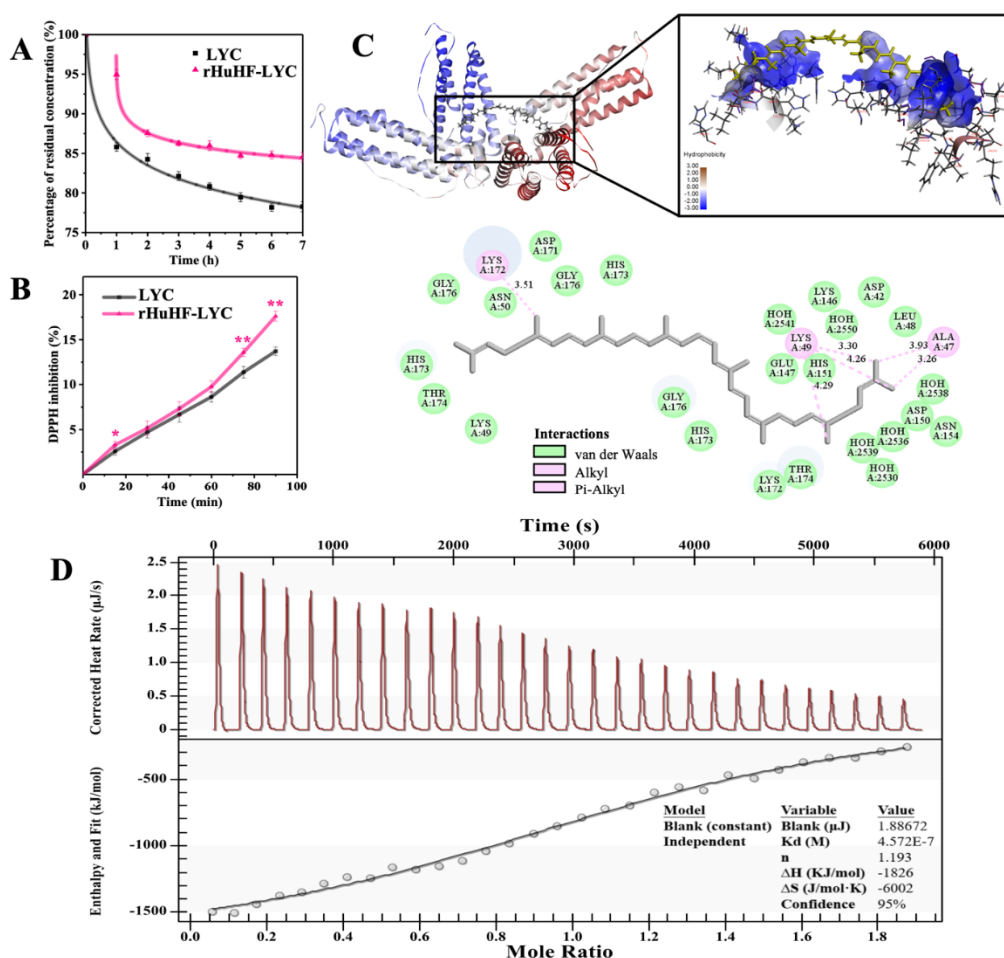 A
Percentage of residual concentration (%)
100
95
90
85
80
75
LYC
rHuHF-LYC
0 1 2 3 4 5 6 7
Time (h)
B
DPPH inhibition (%)
20
15
10
5
LYC
rHuHF-LYC
*
**
**
0 20 40 60 80 100
Time (min)
C
Hydrophobicity
3.00
2.00
1.00
0.00
-1.00
-2.00
-3.00
LYS
A:172
ASP
A:171
GLY
A:176
HIS
A:173
GLY
A:176
ASN
A:50
3.51
HIS
A:173
THR
A:174
LYS
A:49
GLY
A:176
HIS
A:173
LYS
A:172
THR
A:174
LYS
A:146
ASP
A:42
HOH
A:2541
HOH
A:2550
LEU
A:48
LYS
A:49
ALA
A:47
3.30
4.26
3.93
3.26
GLU
A:147
HIS
A:151
4.29
HOH
A:2538
ASP
A:150
ASN
A:154
HOH
A:2536
HOH
A:2539
HOH
A:2530
Interactions
van der Waals
Alkyl
Pi-Alkyl
D
Time (s)
0 1000 2000 3000 4000 5000 6000
Corrected Heat Rate (µJ/s)
2.5
2.0
1.5
1.0
0.5
0
Enthalpy and Fit (kJ/mol)
-500
-1000
-1500
Model Variable Value
Blank (constant) Blank (µJ) 1.88672
Independent Kd (M) 4.572E-7
n 1.193
ΔH (KJ/mol) -1826
ΔS (J/mol·K) -6002
Confidence 95%
0.0 0.2 0.4 0.6 0.8 1.0 1.2 1.4 1.6 1.8
Mole Ratio